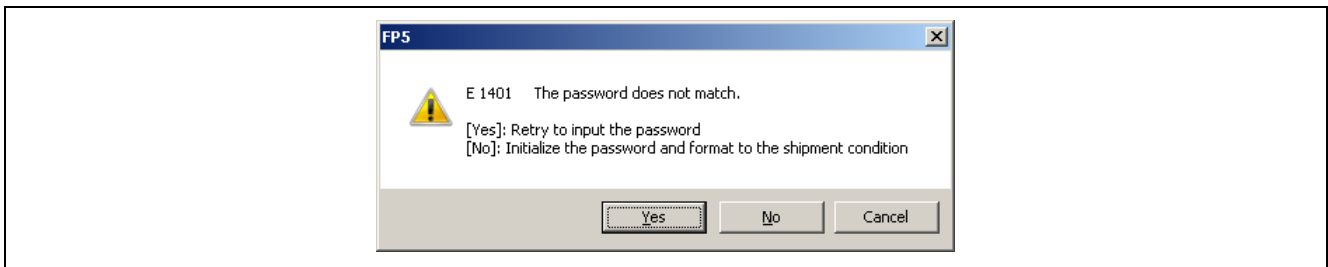 FP5
E 1401 The password does not match.
[Yes]: Retry to input the password
[No]: Initialize the password and format to the shipment condition
Yes No Cancel